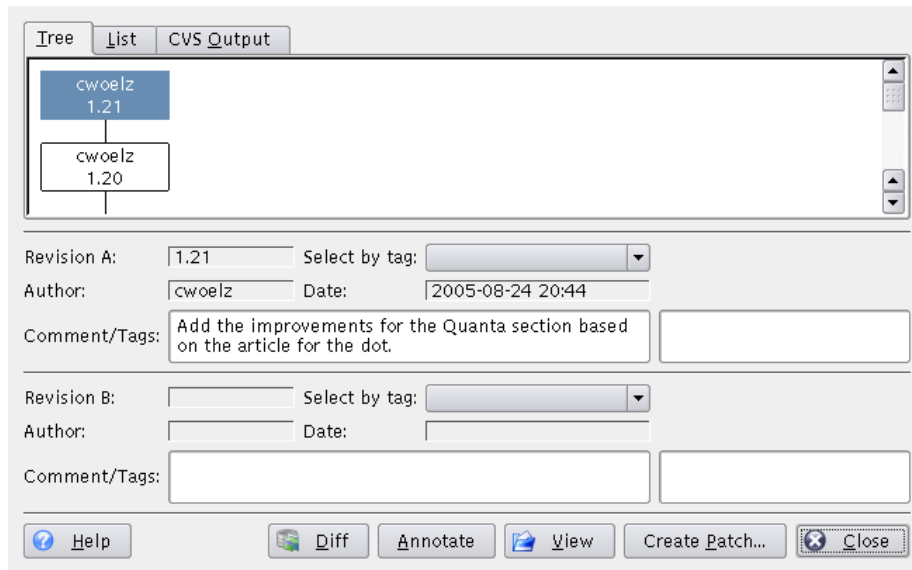 Tree List CVS Output
cwoelz
1.21
cwoelz
1.20
Revision A: 1.21 Select by tag:
Author: cwoelz Date: 2005-08-24 20:44
Comment/Tags: Add the improvements for the Quanta section based
on the article for the dot.
Revision B: Select by tag:
Author: Date:
Comment/Tags:
Help Diff Annotate View Create Patch... Close